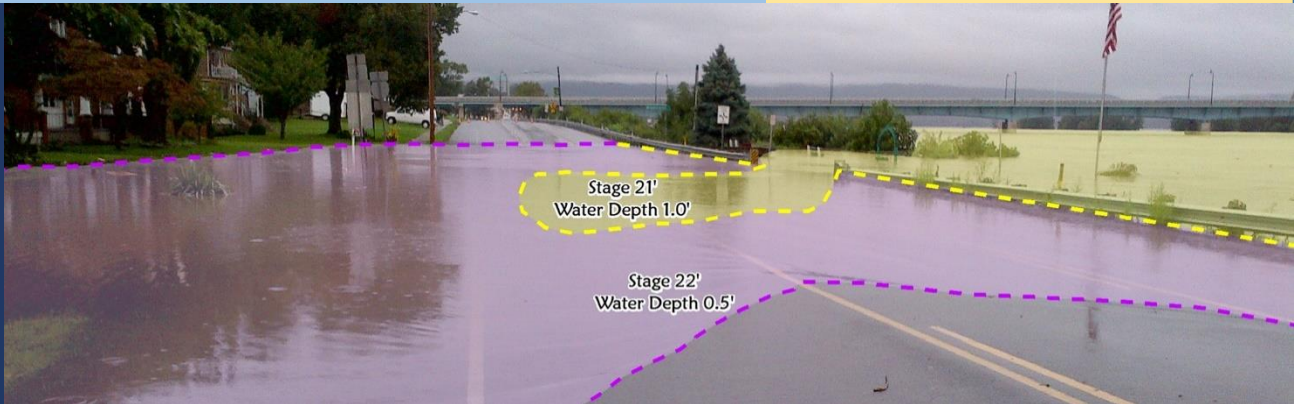 Stage 21'
Water Depth 1.0'
Stage 22'
Water Depth 0.5'